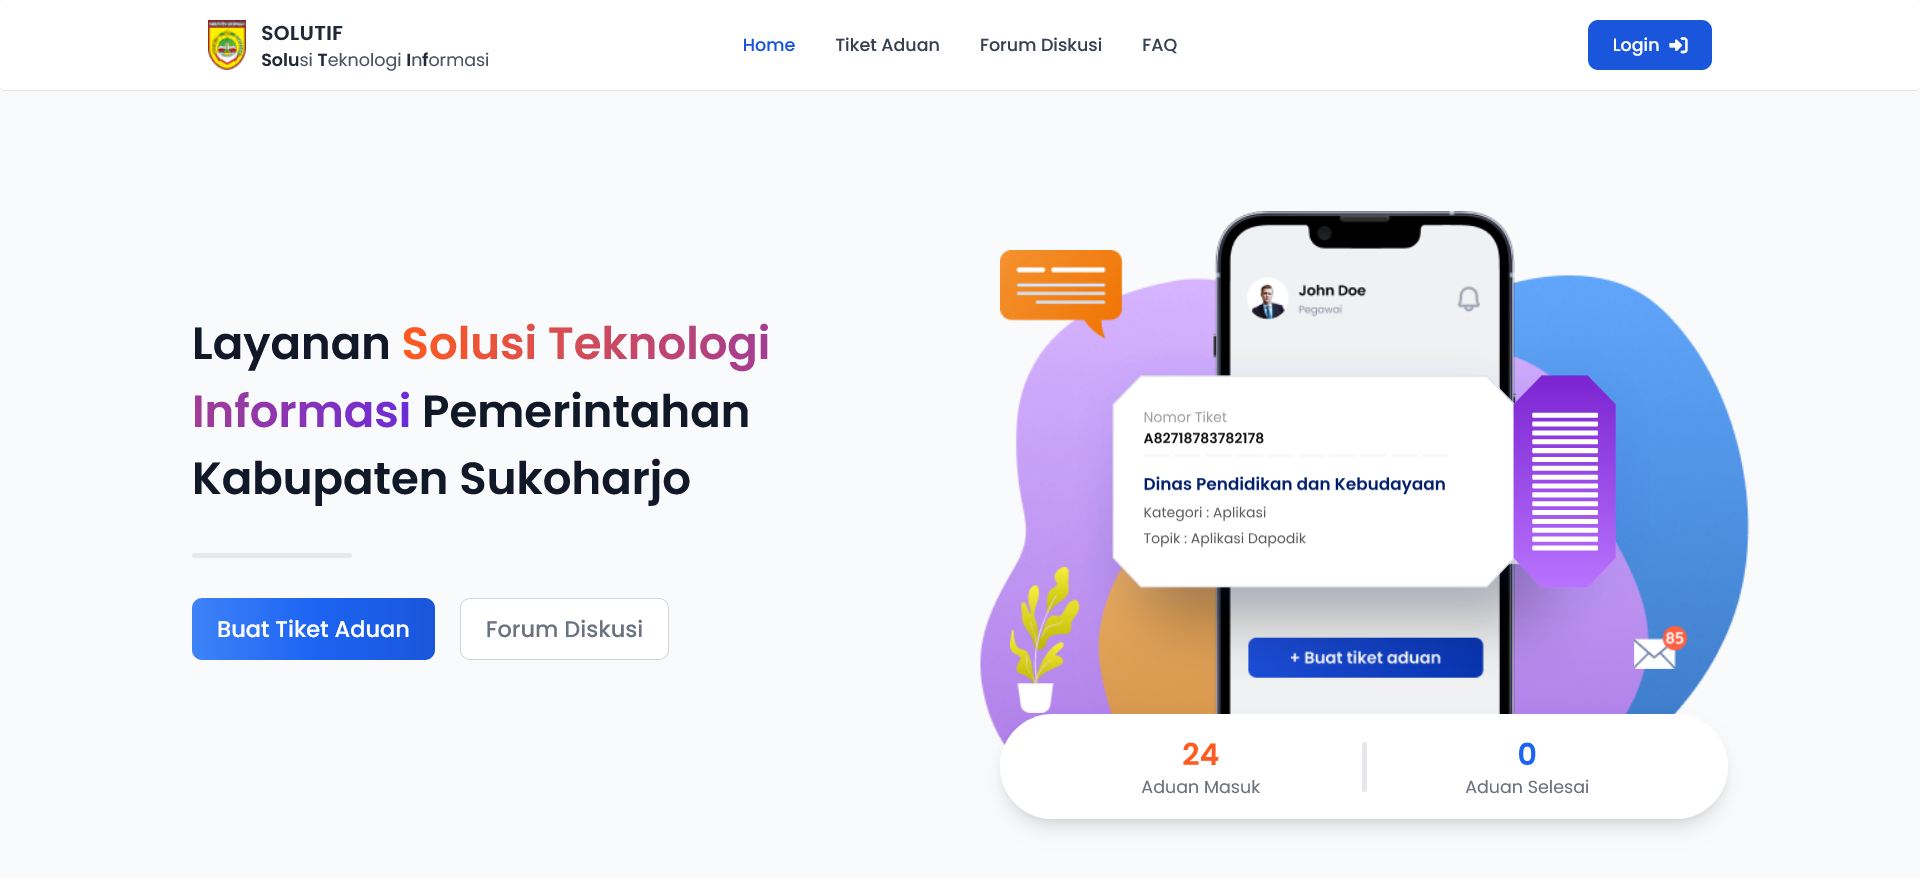 SOLUTIF
Solusi Teknologi Informasi
Home
Tiket Aduan
Forum Diskusi
FAQ
Login
Layanan Solusi Teknologi
Informasi Pemerintahan
Kabupaten Sukoharjo
Buat Tiket Aduan
Forum Diskusi
John Doe
Pegawai
Nomor Tiket
A82718783782178
Dinas Pendidikan dan Kebudayaan
Kategori : Aplikasi
Topik : Aplikasi Dapodik
+ Buat tiket aduan
85
24
Aduan Masuk
0
Aduan Selesai